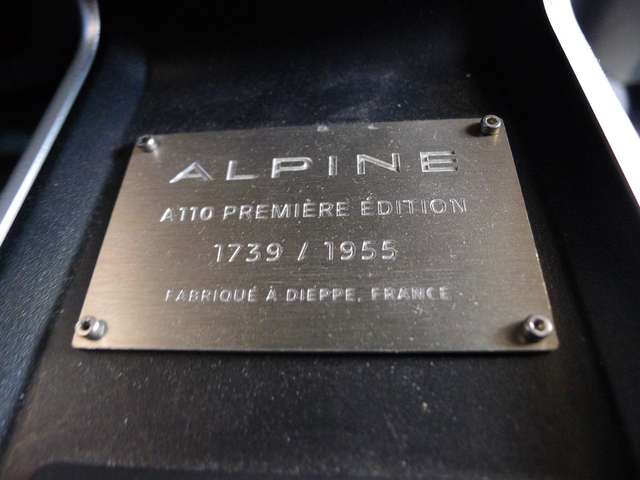 ALPINE
A110 PREMIÈRE ÉDITION
1739 / 1955
FABRIQUÉ À DIEPPE, FRANCE